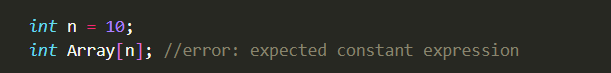 int n = 10;
int Array[n]; //error: expected constant expression